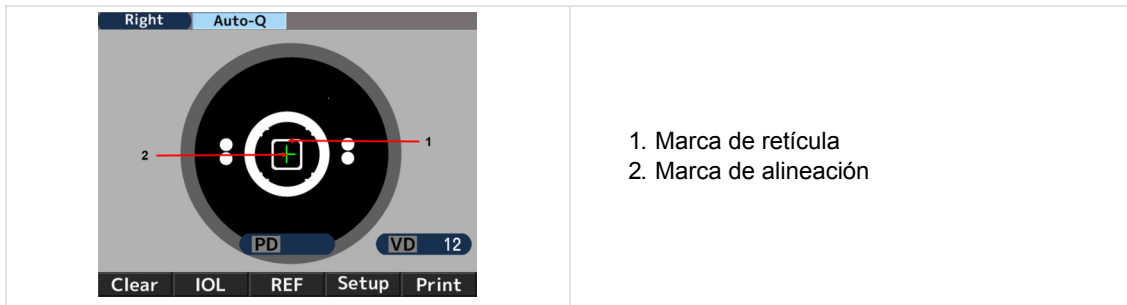 Right Auto-Q
1
2
PD VD 12
Clear IOL REF Setup Print
1. Marca de retícula
2. Marca de alineación